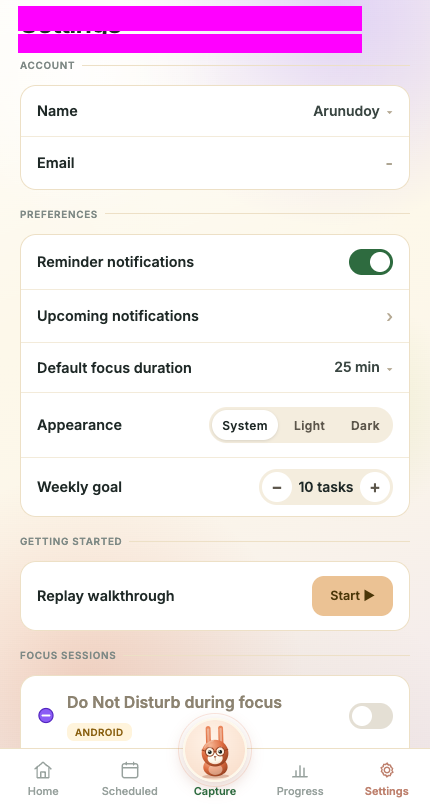 ACCOUNT
Name Arunudoy
Email -
PREFERENCES
Reminder notifications
Upcoming notifications ›
Default focus duration 25 min
Appearance System Light Dark
Weekly goal − 10 tasks +
GETTING STARTED
Replay walkthrough Start ▶
FOCUS SESSIONS
Do Not Disturb during focus
ANDROID
Home Scheduled Capture Progress Settings